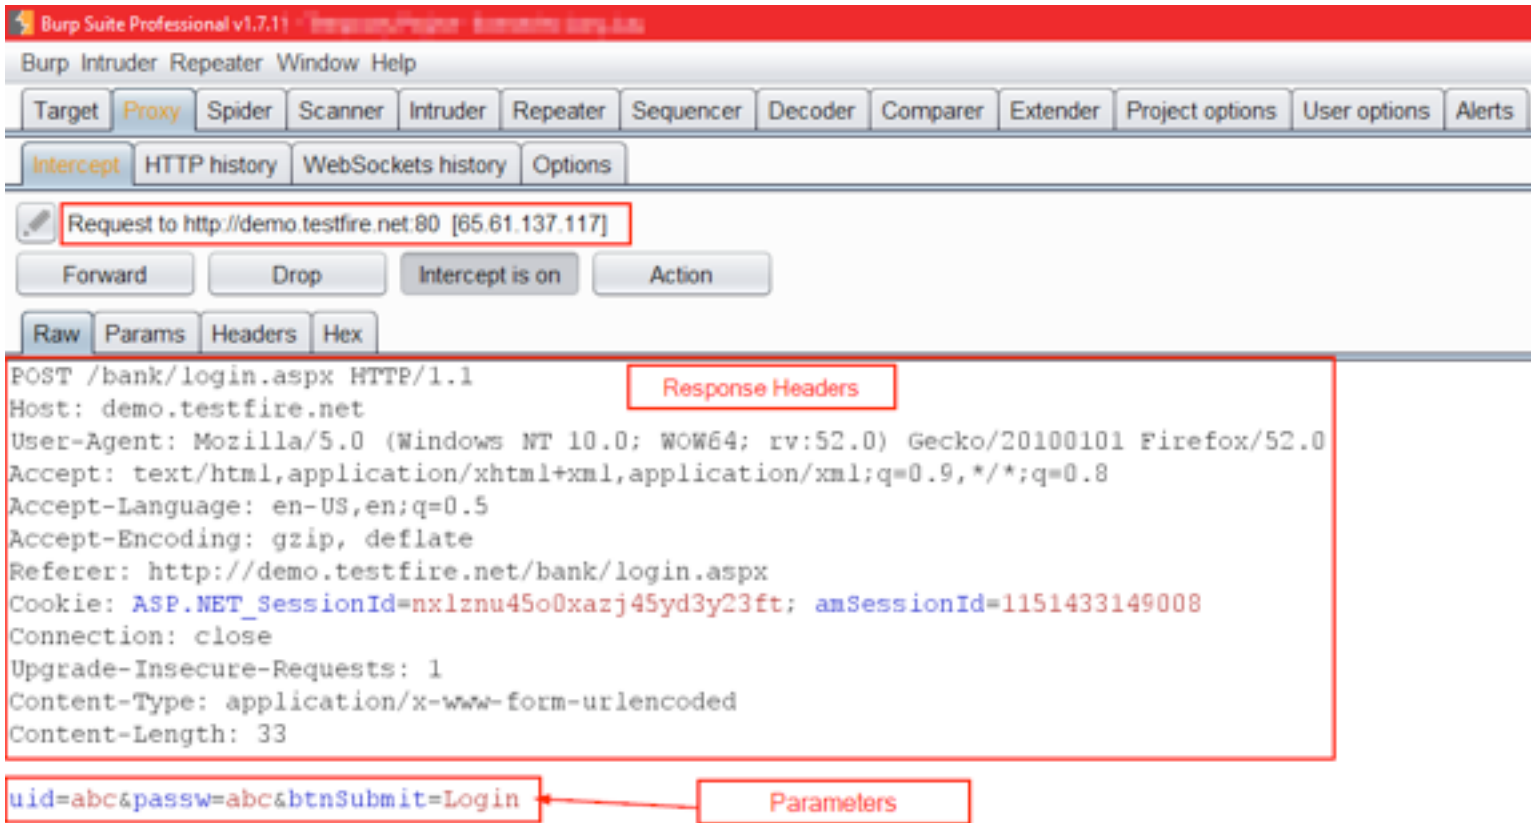 Burp Suite Professional v1.7.11
Burp Intruder Repeater Window Help
Target Proxy Spider Scanner Intruder Repeater Sequencer Decoder Comparer Extender Project options User options Alerts
Intercept HTTP history WebSockets history Options
Request to http://demo.testfire.net:80 [65.61.137.117]
Forward Drop Intercept is on Action
Raw Params Headers Hex
POST /bank/login.aspx HTTP/1.1
Response Headers
Host: demo.testfire.net
User-Agent: Mozilla/5.0 (Windows NT 10.0; WOW64; rv:52.0) Gecko/20100101 Firefox/52.0
Accept: text/html,application/xhtml+xml,application/xml;q=0.9,*/*;q=0.8
Accept-Language: en-US,en;q=0.5
Accept-Encoding: gzip, deflate
Referer: http://demo.testfire.net/bank/login.aspx
Cookie: ASP.NET_SessionId=nxlznu45o0xazj45yd3y23ft; amSessionId=1151433149008
Connection: close
Upgrade-Insecure-Requests: 1
Content-Type: application/x-www-form-urlencoded
Content-Length: 33
uid=abc&passw=abc&btnSubmit=Login
Parameters